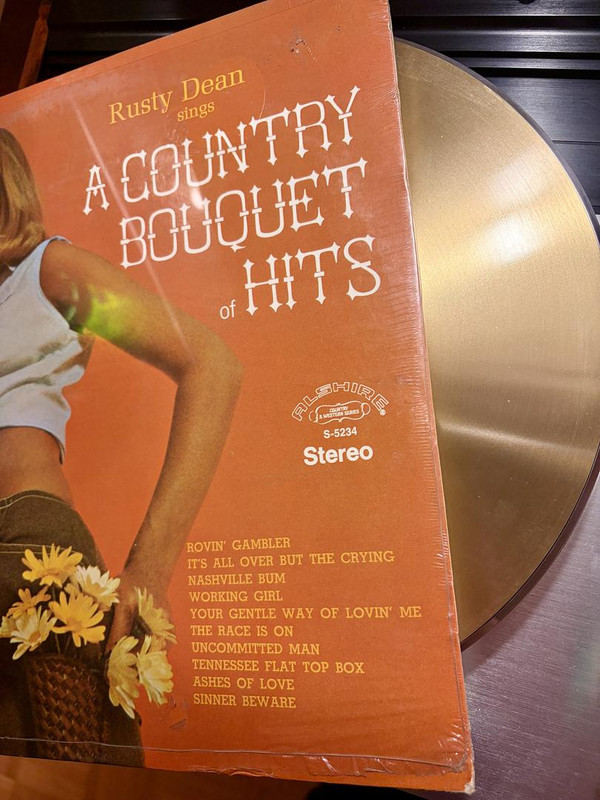 Rusty Dean
sings
A COUNTRY
BOUQUET
of HITS
ALSHIRE®
COUNTRY
& WESTERN SERIES
S-5234
Stereo
ROVIN' GAMBLER
IT'S ALL OVER BUT THE CRYING
NASHVILLE BUM
WORKING GIRL
YOUR GENTLE WAY OF LOVIN' ME
THE RACE IS ON
UNCOMMITTED MAN
TENNESSEE FLAT TOP BOX
ASHES OF LOVE
SINNER BEWARE